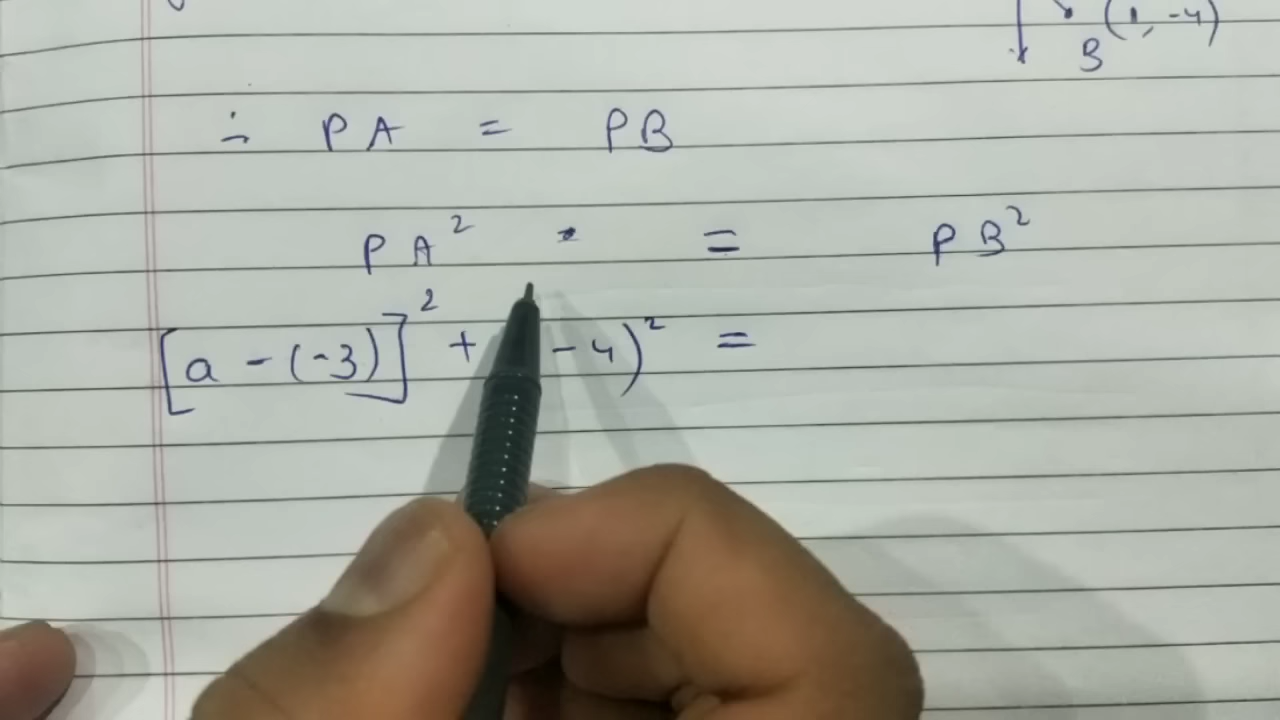 (1, -4)
B
∴ PA = PB
PA² = PB²
[a - (-3)]² + - 4)² =